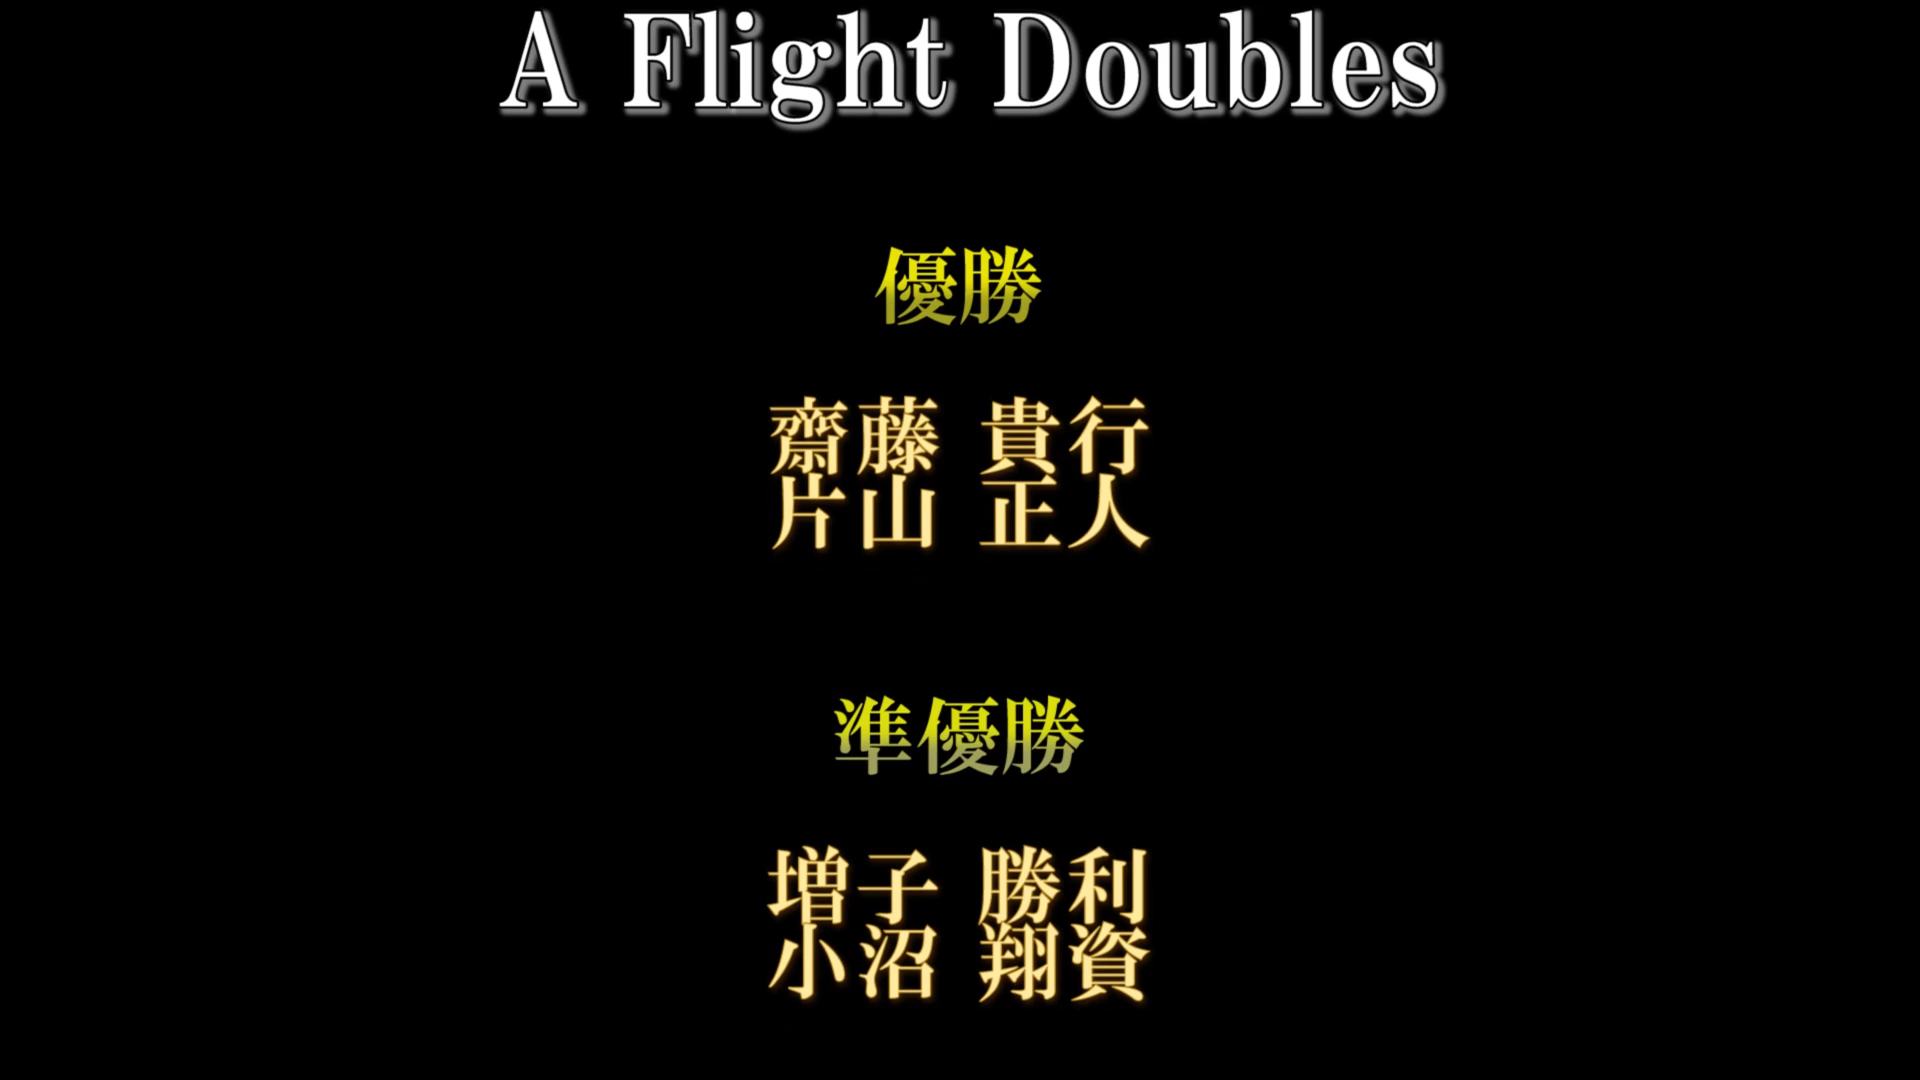 A Flight Doubles
優勝
齋藤 貴行
片山 正人
準優勝
増子 勝利
小沼 翔資